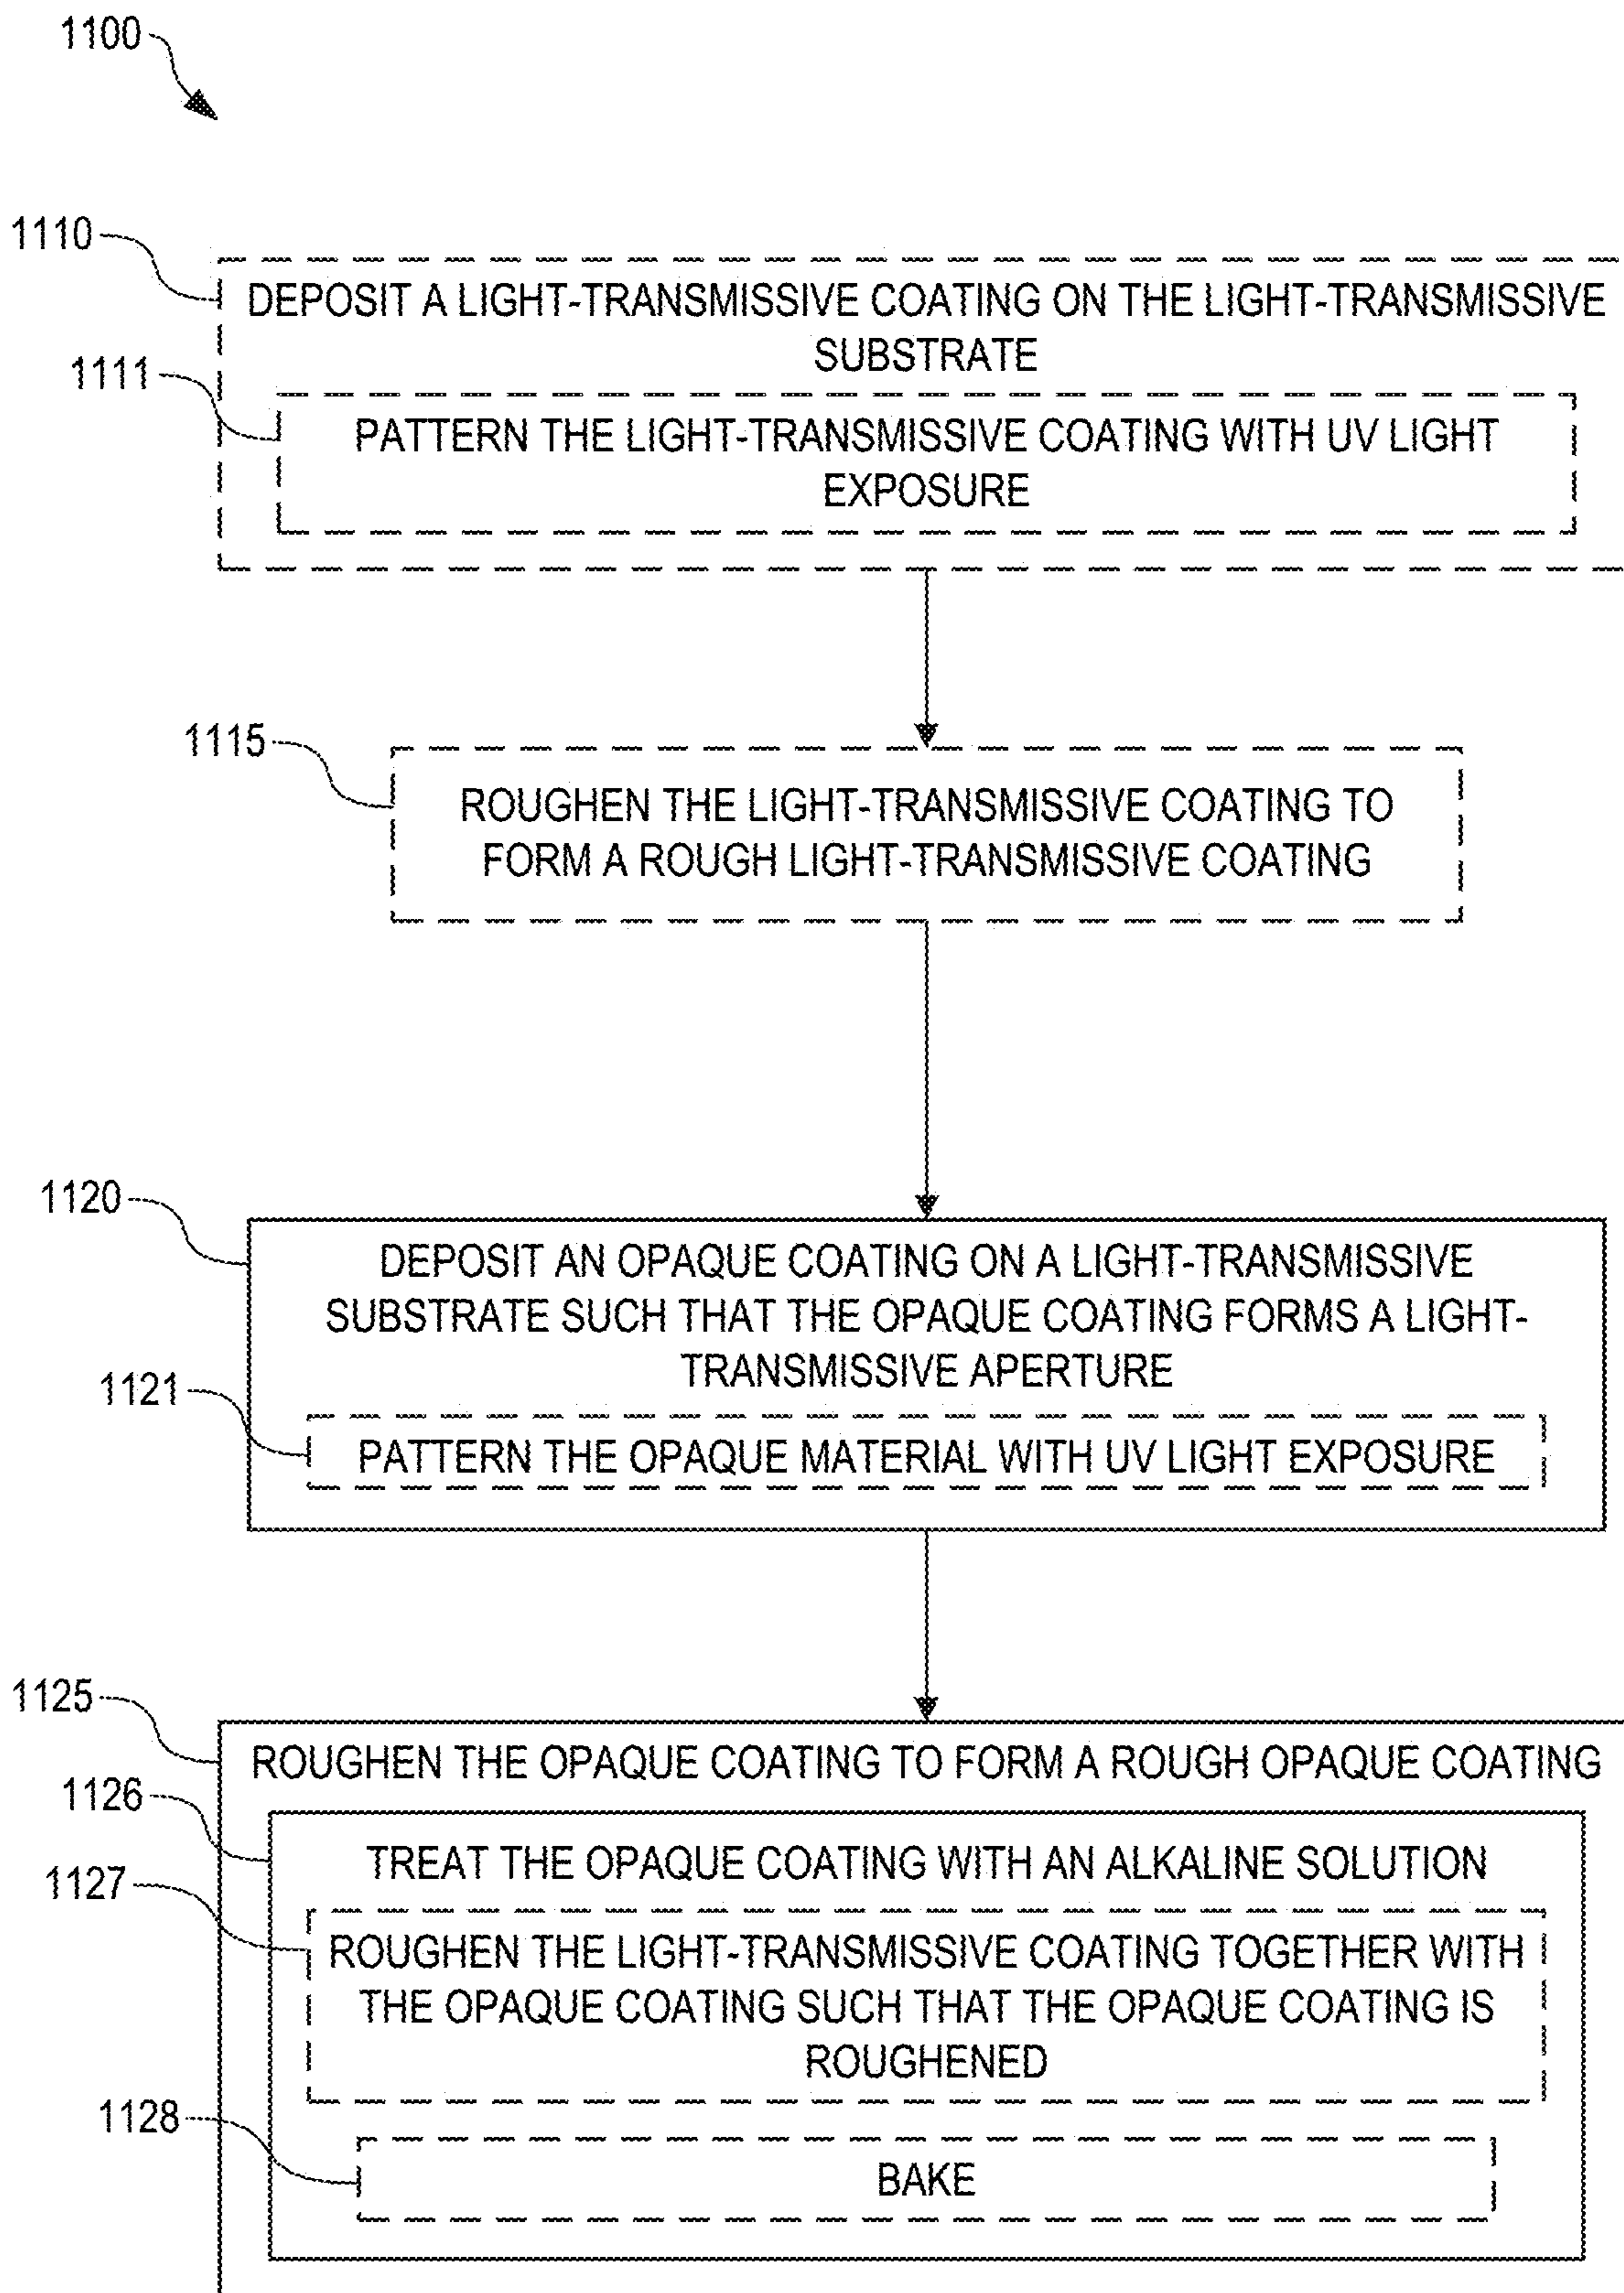 1100
1110
DEPOSIT A LIGHT-TRANSMISSIVE COATING ON THE LIGHT-TRANSMISSIVE
SUBSTRATE
1111
PATTERN THE LIGHT-TRANSMISSIVE COATING WITH UV LIGHT
EXPOSURE
1115
ROUGHEN THE LIGHT-TRANSMISSIVE COATING TO
FORM A ROUGH LIGHT-TRANSMISSIVE COATING
1120
DEPOSIT AN OPAQUE COATING ON A LIGHT-TRANSMISSIVE
SUBSTRATE SUCH THAT THE OPAQUE COATING FORMS A LIGHT-
TRANSMISSIVE APERTURE
1121
PATTERN THE OPAQUE MATERIAL WITH UV LIGHT EXPOSURE
1125
ROUGHEN THE OPAQUE COATING TO FORM A ROUGH OPAQUE COATING
1126
TREAT THE OPAQUE COATING WITH AN ALKALINE SOLUTION
1127
ROUGHEN THE LIGHT-TRANSMISSIVE COATING TOGETHER WITH
THE OPAQUE COATING SUCH THAT THE OPAQUE COATING IS
ROUGHENED
1128
BAKE